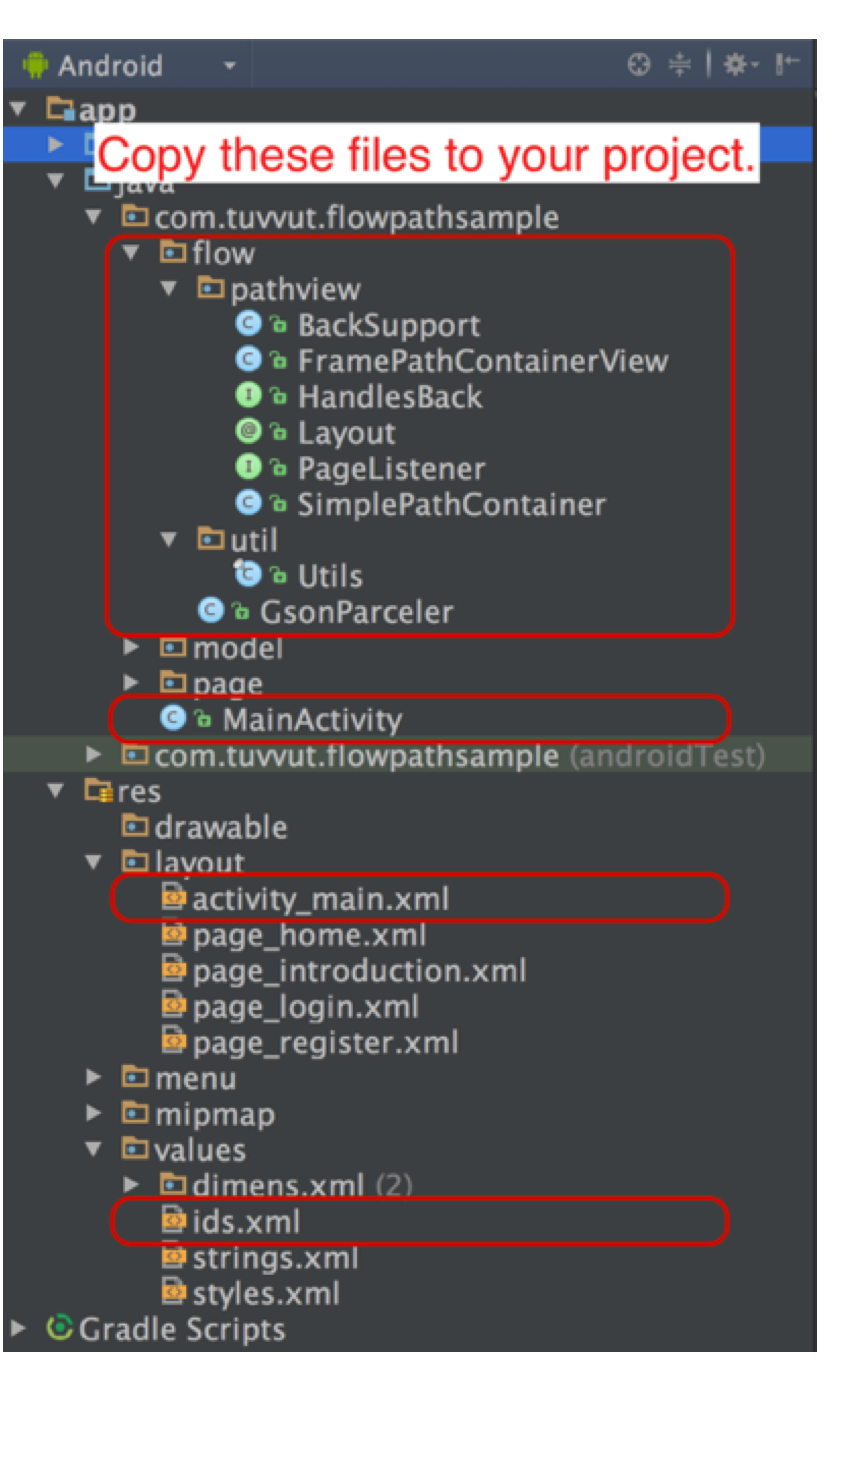 Android
app
Copy these files to your project.
java
com.tuvvut.flowpathsample
flow
pathview
BackSupport
FramePathContainerView
HandlesBack
Layout
PageListener
SimplePathContainer
util
Utils
GsonParceler
model
page
MainActivity
com.tuvvut.flowpathsample (androidTest)
res
drawable
layout
activity_main.xml
page_home.xml
page_introduction.xml
page_login.xml
page_register.xml
menu
mipmap
values
dimens.xml (2)
ids.xml
strings.xml
styles.xml
Gradle Scripts